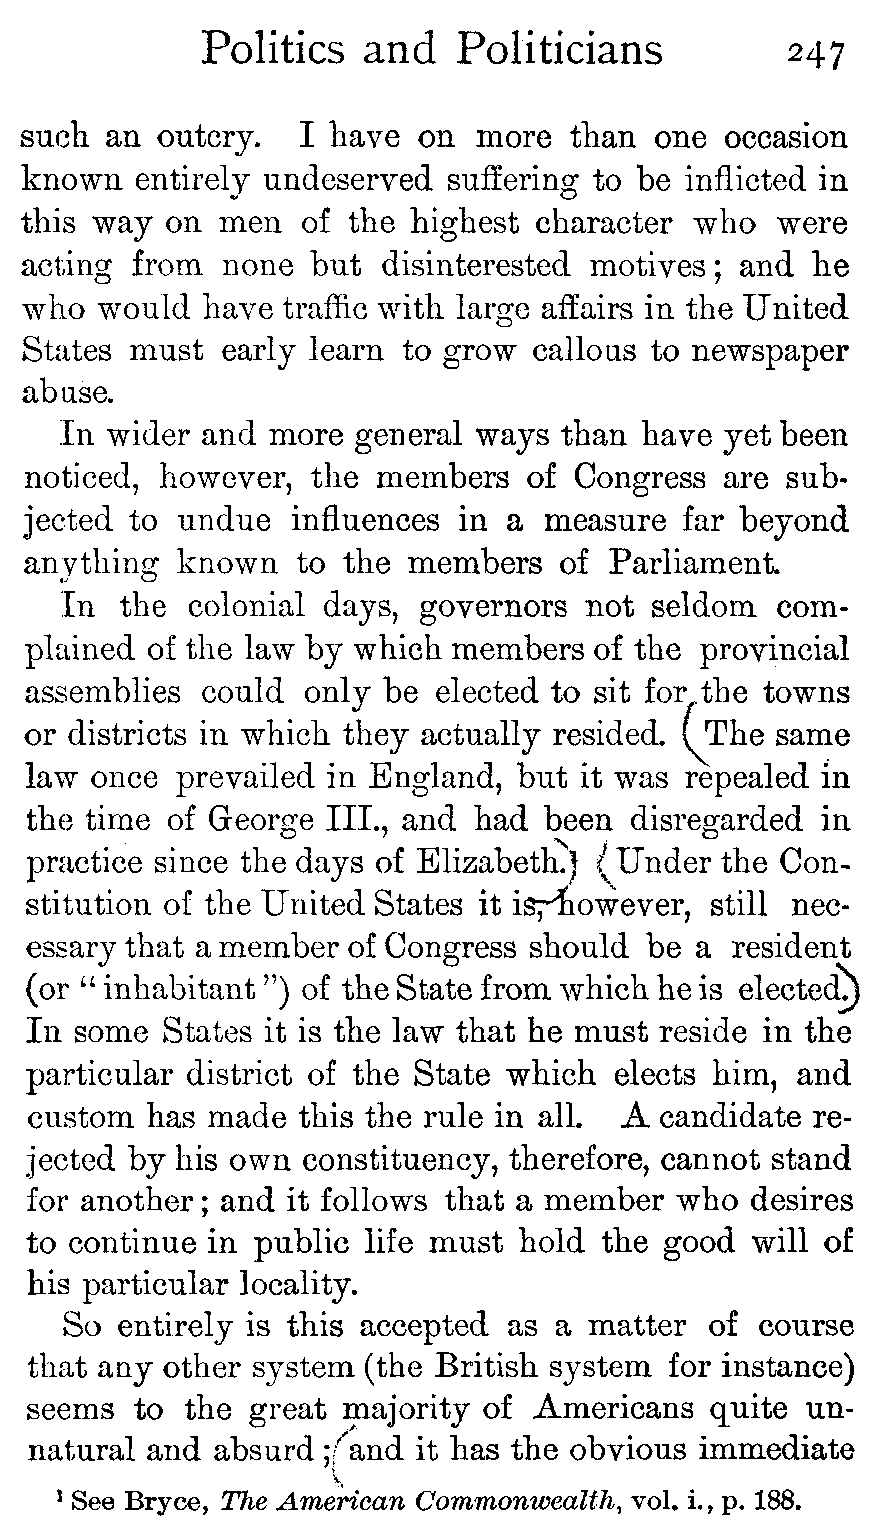 Politics and Politicians 247
such an outcry. I have on more than one occasion
known entirely undeserved suffering to be inflicted in
this way on men of the highest character who were
acting from none but disinterested motives; and he
who would have traffic with large affairs in the United
States must early learn to grow callous to newspaper
abuse.
In wider and more general ways than have yet been
noticed, however, the members of Congress are sub-
jected to undue influences in a measure far beyond
anything known to the members of Parliament.
In the colonial days, governors not seldom com-
plained of the law by which members of the provincial
assemblies could only be elected to sit for the towns
or districts in which they actually resided. (The same
law once prevailed in England, but it was repealed in
the time of George III., and had been disregarded in
practice since the days of Elizabeth.¹) (Under the Con-
stitution of the United States it is, however, still nec-
essary that a member of Congress should be a resident
(or "inhabitant") of the State from which he is elected.)
In some States it is the law that he must reside in the
particular district of the State which elects him, and
custom has made this the rule in all. A candidate re-
jected by his own constituency, therefore, cannot stand
for another; and it follows that a member who desires
to continue in public life must hold the good will of
his particular locality.
So entirely is this accepted as a matter of course
that any other system (the British system for instance)
seems to the great majority of Americans quite un-
natural and absurd; (and it has the obvious immediate
¹ See Bryce, The American Commonwealth, vol. i., p. 188.